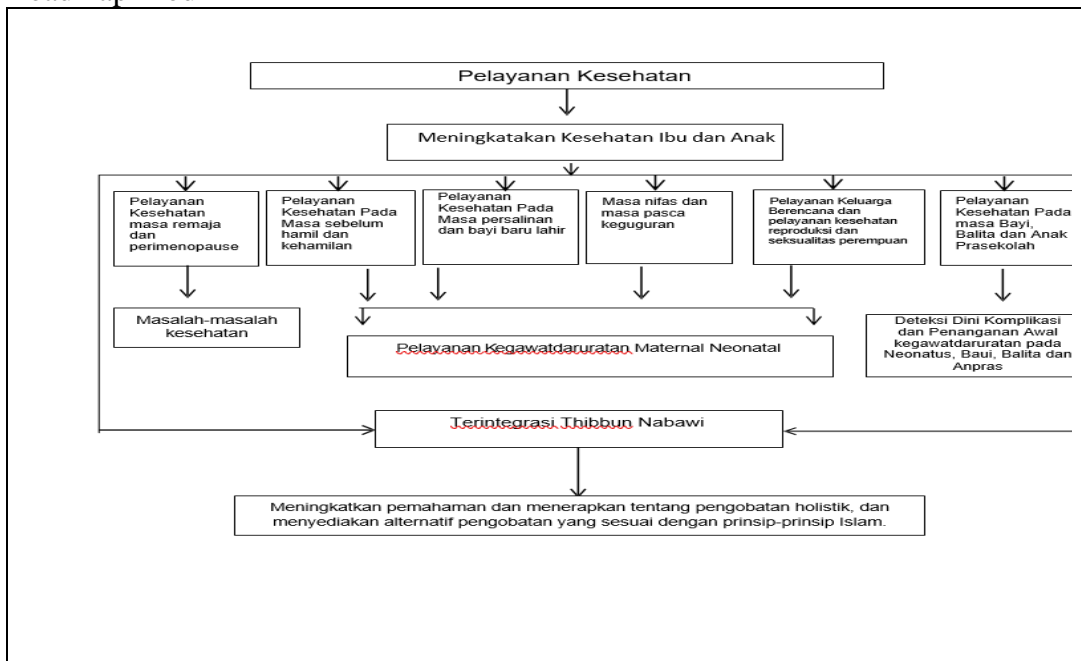 Pelayanan Kesehatan
Meningkatakan Kesehatan Ibu dan Anak
Pelayanan
Kesehatan
masa remaja
dan
perimenopause
Pelayanan
Kesehatan Pada
Masa sebelum
hamil dan
kehamilan
Pelayanan
Kesehatan Pada
Masa persalinan
dan bayi baru lahir
Masa nifas dan
masa pasca
keguguran
Pelayanan Keluarga
Berencana dan
pelayanan kesehatan
reproduksi dan
seksualitas perempuan
Pelayanan
Kesehatan Pada
masa Bayi,
Balita dan Anak
Prasekolah
Masalah-masalah
kesehatan
Pelayanan Kegawatdaruratan Maternal Neonatal
Deteksi Dini Komplikasi
dan Penanganan Awal
kegawatdaruratan pada
Neonatus, Baui, Balita dan
Anpras
Terintegrasi Thibbun Nabawi
Meningkatkan pemahaman dan menerapkan tentang pengobatan holistik, dan
menyediakan alternatif pengobatan yang sesuai dengan prinsip-prinsip Islam.